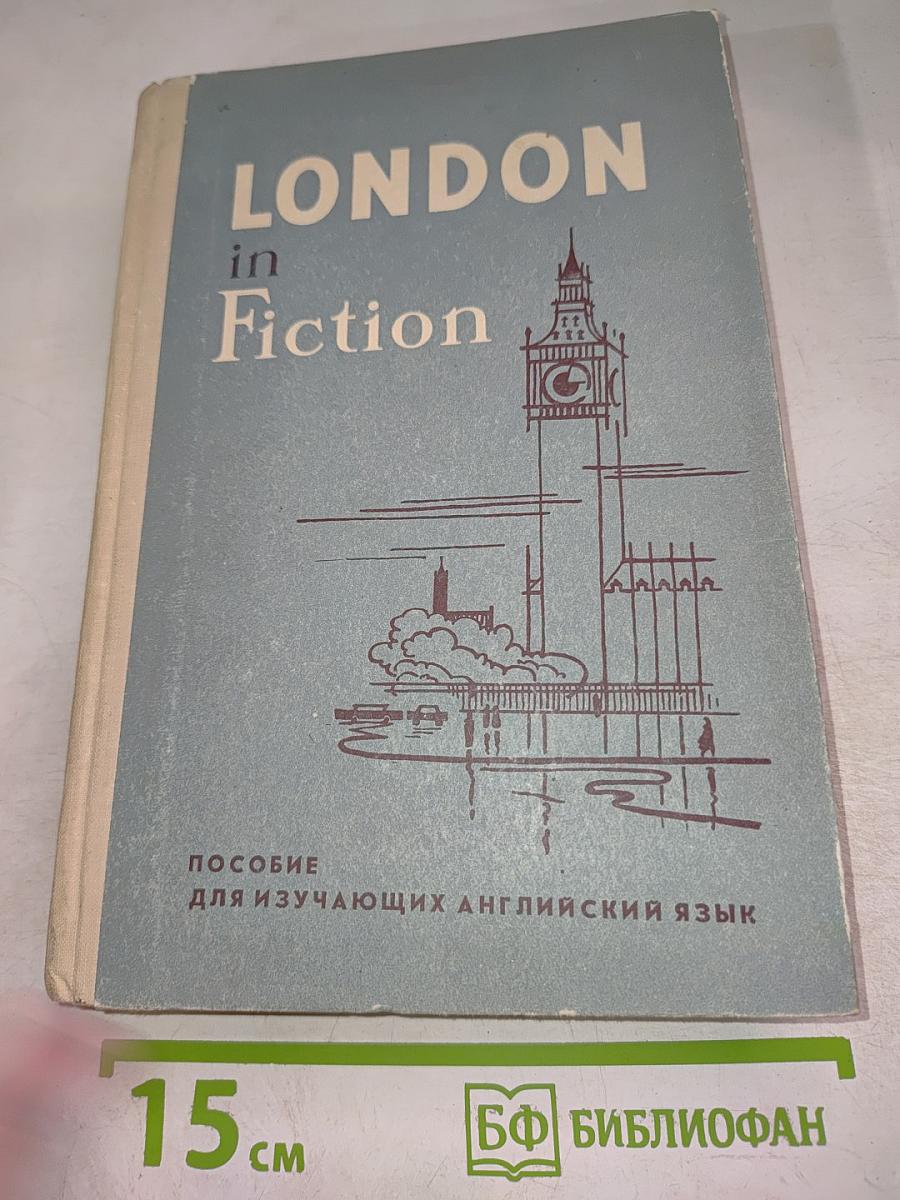 LONDON
in
Fiction
ПОСОБИЕ
ДЛЯ ИЗУЧАЮЩИХ АНГЛИЙСКИЙ ЯЗЫК
15 см
БФ БИБЛИОФАН